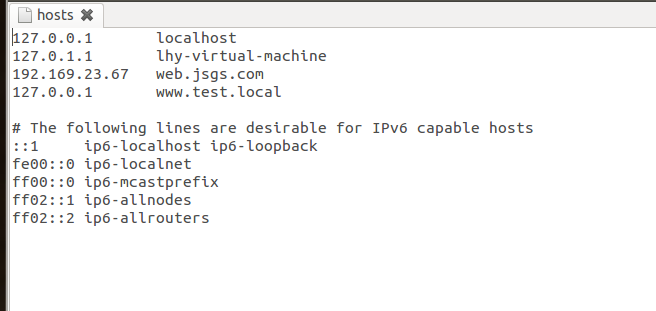 hosts
127.0.0.1 localhost
127.0.1.1 lhy-virtual-machine
192.169.23.67 web.jsgs.com
127.0.0.1 www.test.local
# The following lines are desirable for IPv6 capable hosts
::1 ip6-localhost ip6-loopback
fe00::0 ip6-localnet
ff00::0 ip6-mcastprefix
ff02::1 ip6-allnodes
ff02::2 ip6-allrouters